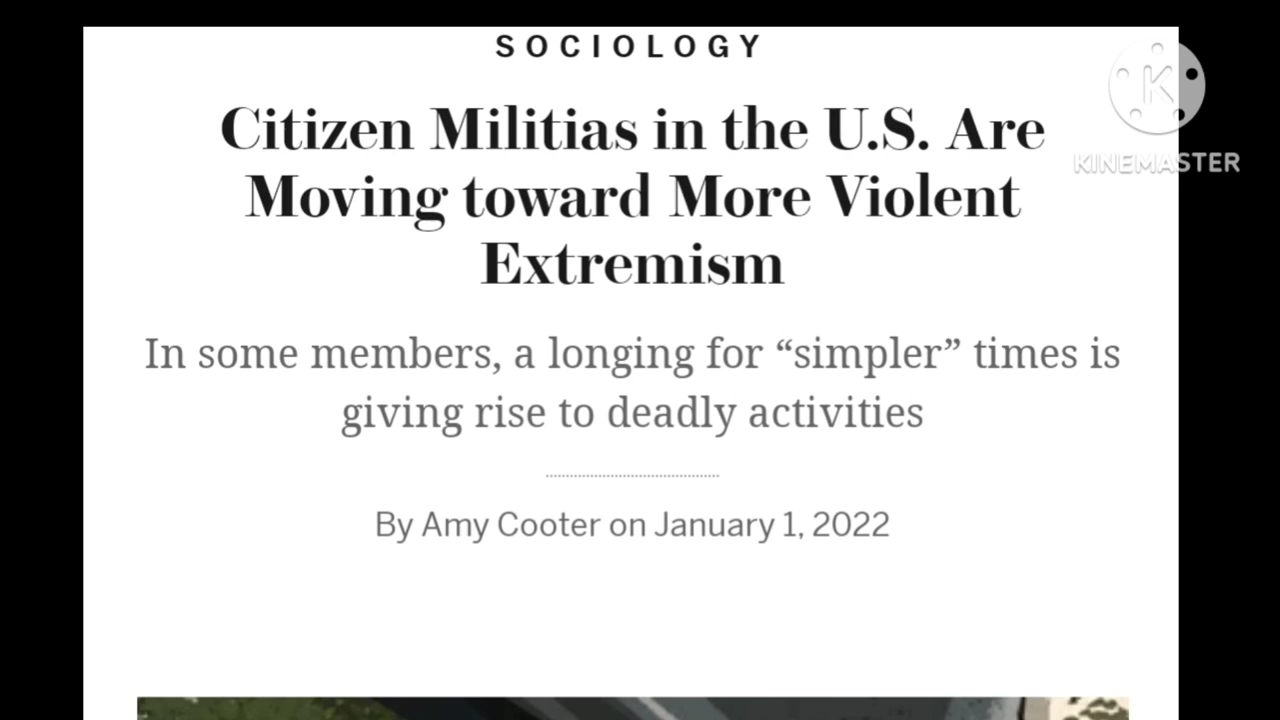 SOCIOLOGY
Citizen Militias in the U.S. Are
Moving toward More Violent
Extremism
In some members, a longing for “simpler” times is
giving rise to deadly activities
By Amy Cooter on January 1, 2022
K
KINEMASTER